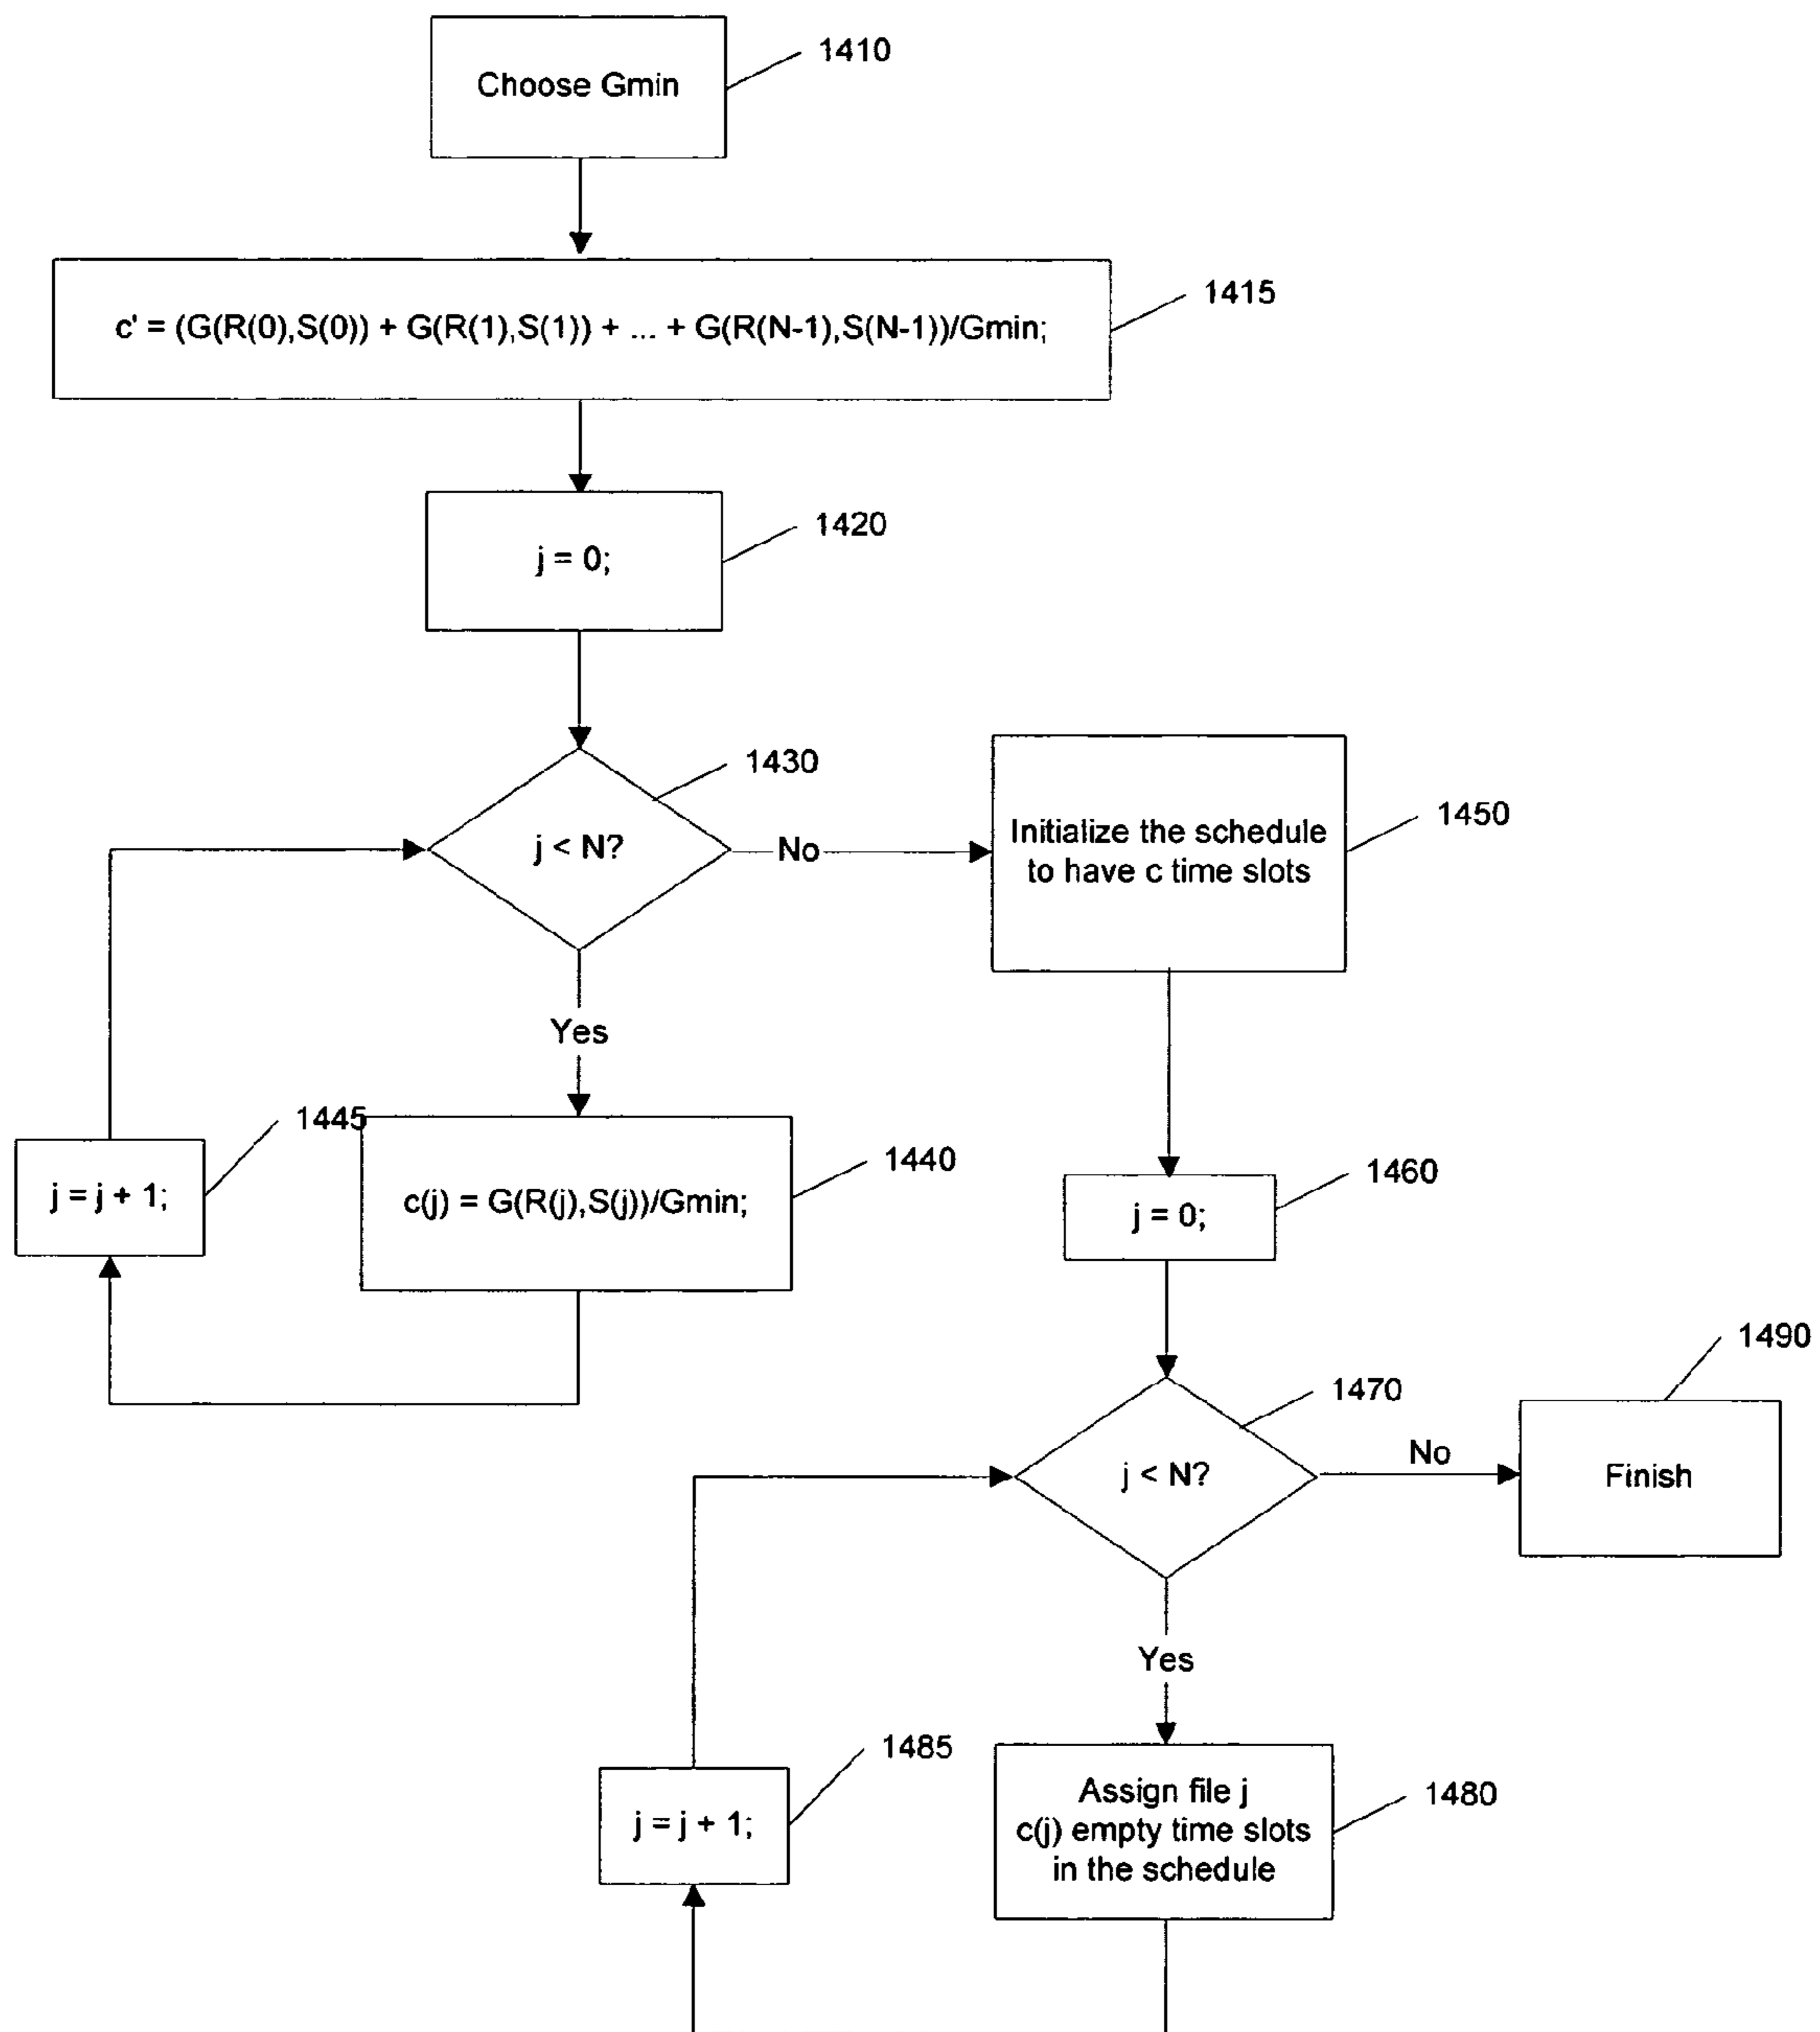 Choose Gmin
1410
c' = (G(R(0),S(0)) + G(R(1),S(1)) + ... + G(R(N-1),S(N-1))/Gmin;
1415
j = 0;
1420
j < N?
1430
No
Yes
Initialize the schedule
to have c time slots
1450
j = j + 1;
1445
c(j) = G(R(j),S(j))/Gmin;
1440
j = 0;
1460
j < N?
1470
No
Finish
1490
Yes
j = j + 1;
1485
Assign file j
c(j) empty time slots
in the schedule
1480